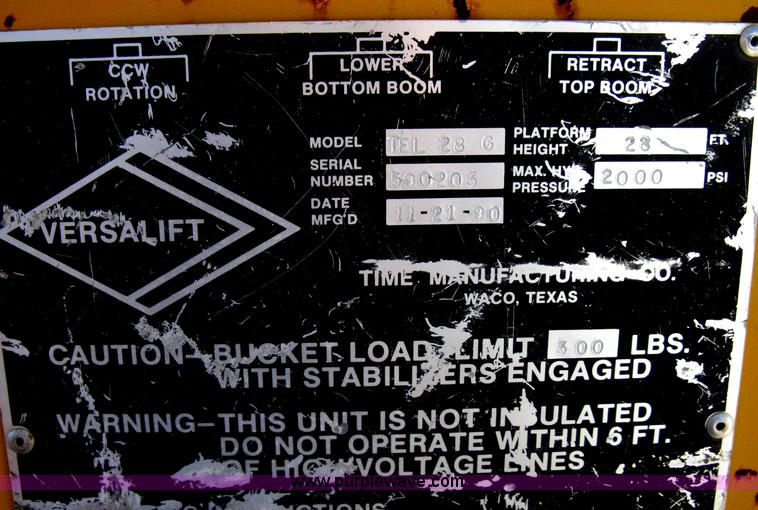 CCW
ROTATION
LOWER
BOTTOM BOOM
RETRACT
TOP BOOM
MODEL TEL 28 G
PLATFORM HEIGHT 28 FT.
SERIAL NUMBER 590203
MAX. HYD PRESSURE 2000 PSI
DATE MFG'D 11-21-90
VERSALIFT
TIME MANUFACTURING CO.
WACO, TEXAS
CAUTION—BUCKET LOAD LIMIT 300 LBS.
WITH STABILIZERS ENGAGED
WARNING—THIS UNIT IS NOT INSULATED
DO NOT OPERATE WITHIN 6 FT.
OF HIGH VOLTAGE LINES
www.purplewave.com